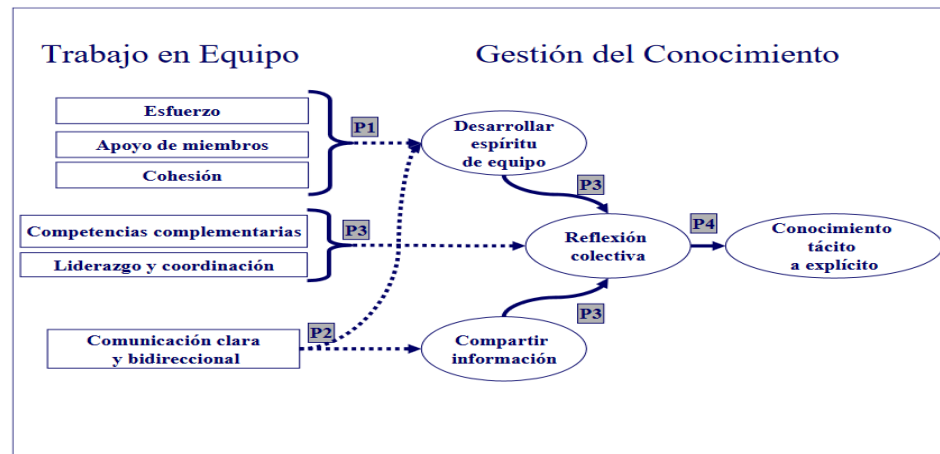 Trabajo en Equipo
Gestión del Conocimiento
Esfuerzo
Apoyo de miembros
Cohesión
P1
Desarrollar
espíritu
de equipo
P3
Competencias complementarias
Liderazgo y coordinación
P3
Reflexión
colectiva
P4
Conocimiento
tácito
a explícito
Comunicación clara
y bidireccional
P2
P3
Compartir
información